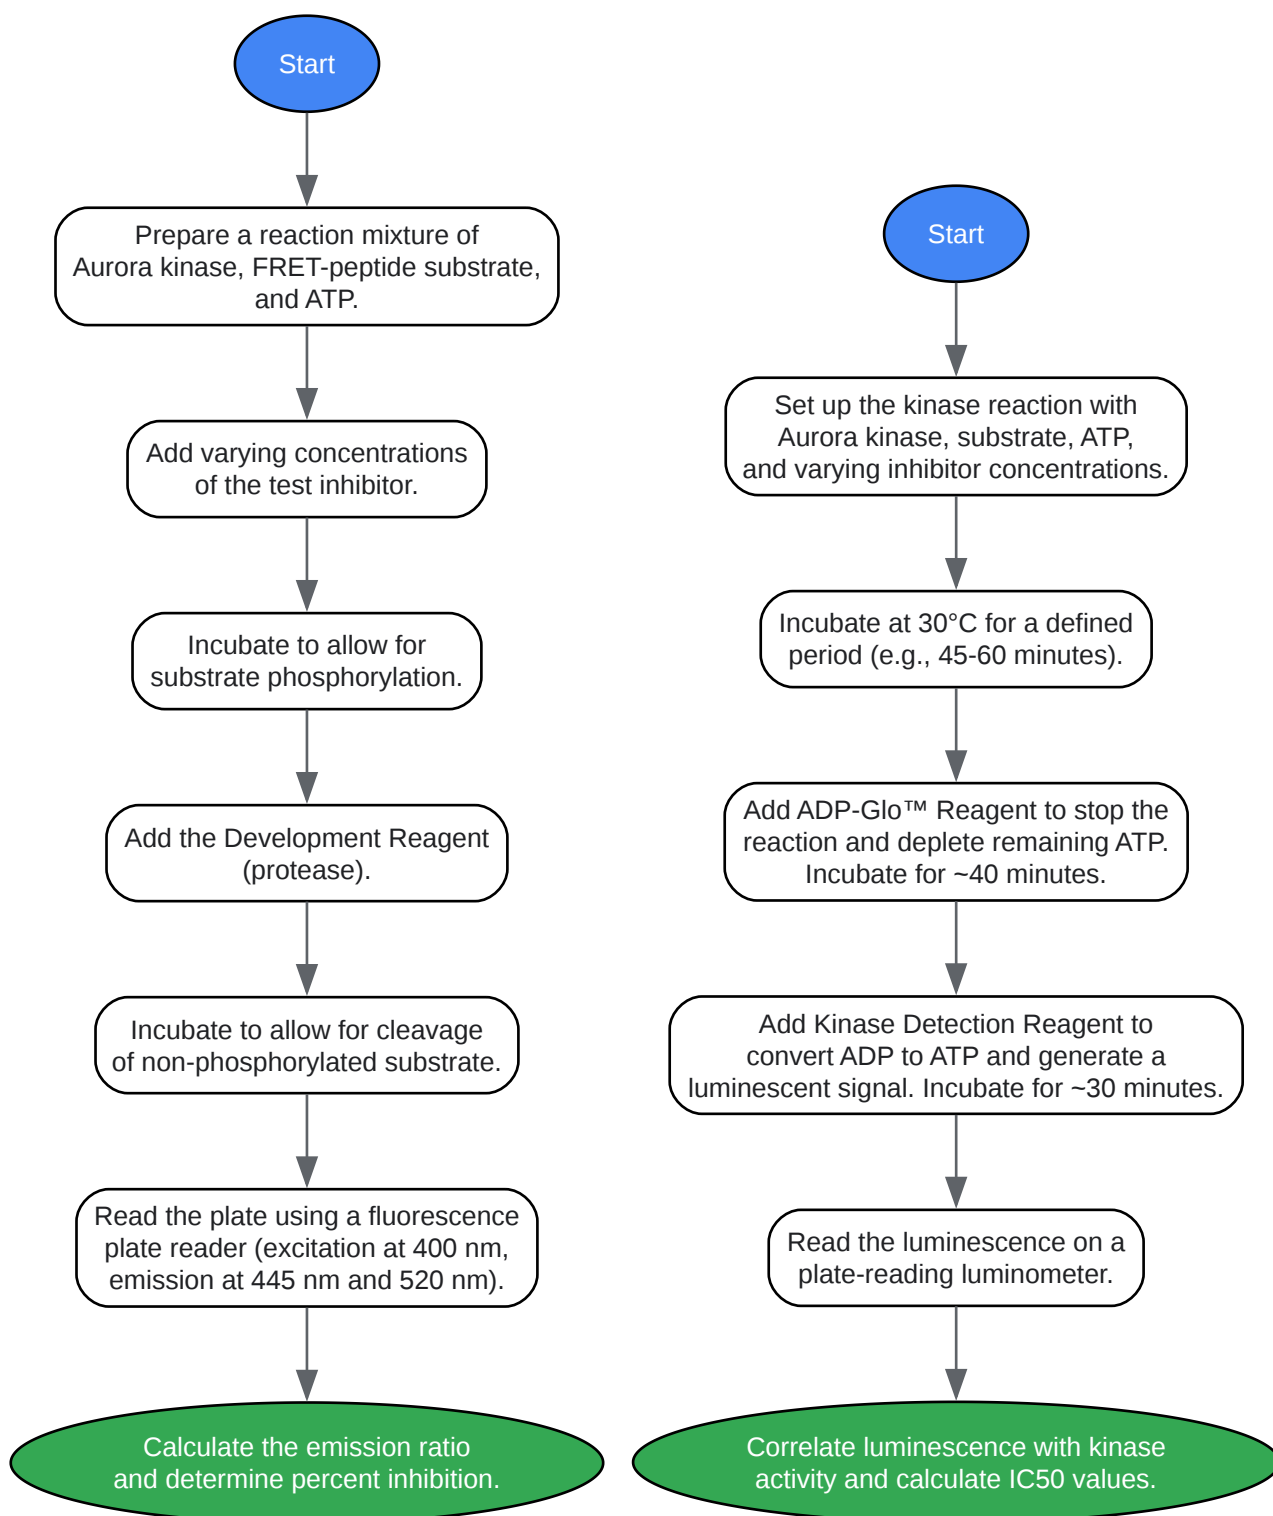 Start
Prepare a reaction mixture of
Aurora kinase, FRET-peptide substrate,
and ATP.
Add varying concentrations
of the test inhibitor.
Incubate to allow for
substrate phosphorylation.
Add the Development Reagent
(protease).
Incubate to allow for cleavage
of non-phosphorylated substrate.
Read the plate using a fluorescence
plate reader (excitation at 400 nm,
emission at 445 nm and 520 nm).
Calculate the emission ratio
and determine percent inhibition.
Start
Set up the kinase reaction with
Aurora kinase, substrate, ATP,
and varying inhibitor concentrations.
Incubate at 30°C for a defined
period (e.g., 45-60 minutes).
Add ADP-Glo™ Reagent to stop the
reaction and deplete remaining ATP.
Incubate for ~40 minutes.
Add Kinase Detection Reagent to
convert ADP to ATP and generate a
luminescent signal. Incubate for ~30 minutes.
Read the luminescence on a
plate-reading luminometer.
Correlate luminescence with kinase
activity and calculate IC50 values.